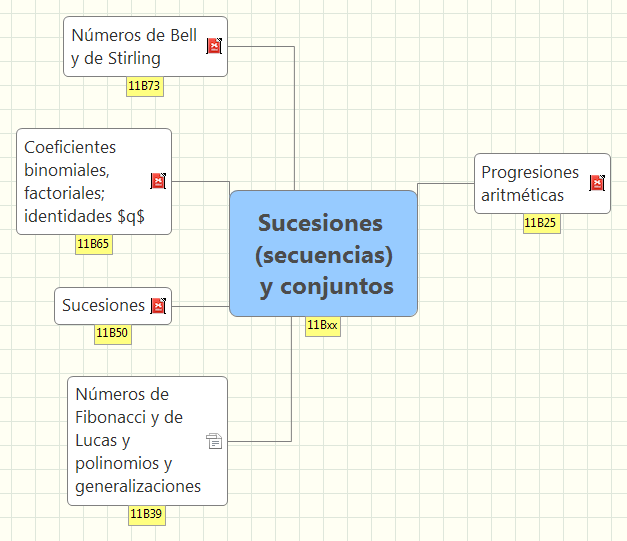 Números de Bell
y de Stirling
11B73
Coeficientes
binomiales,
factoriales;
identidades $q$
11B65
Sucesiones
11B50
Números de
Fibonacci y de
Lucas y
polinomios y
generalizaciones
11B39
Sucesiones
(secuencias)
y conjuntos
11Bxx
Progresiones
aritméticas
11B25